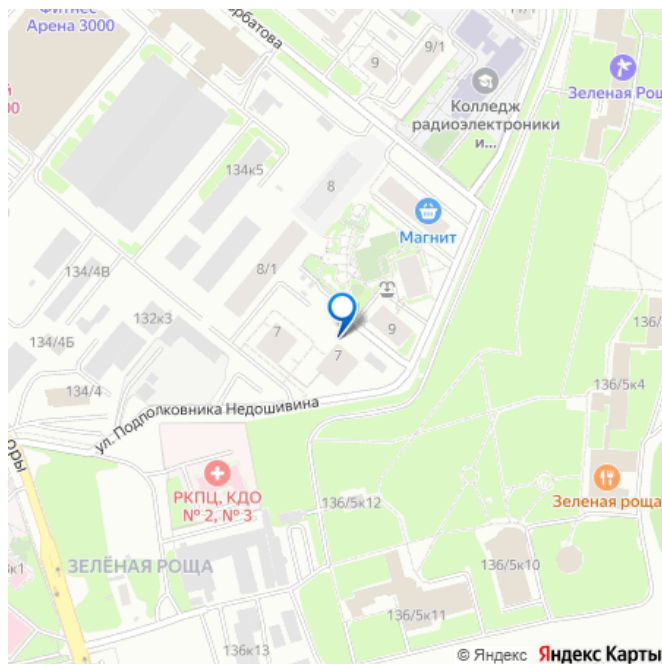 Фитнес
Арена 3000
рбатова
9
9/1
Колледж
радиоэлектроники
и...
Зеленая Рощ
134к5
8
Магнит
8/1
134/4В
132к3
134/4Б
134/4
7
7
9
136/
136/5к4
ул. Подполковника Недошивина
оры
РКПЦ, КДО
№ 2, № 3
136/5к12
Зеленая роща
ЗЕЛЁНАЯ РОЩА
к1
136/5к10
136/5к11
136к13
© Яндекс Яндекс Карты